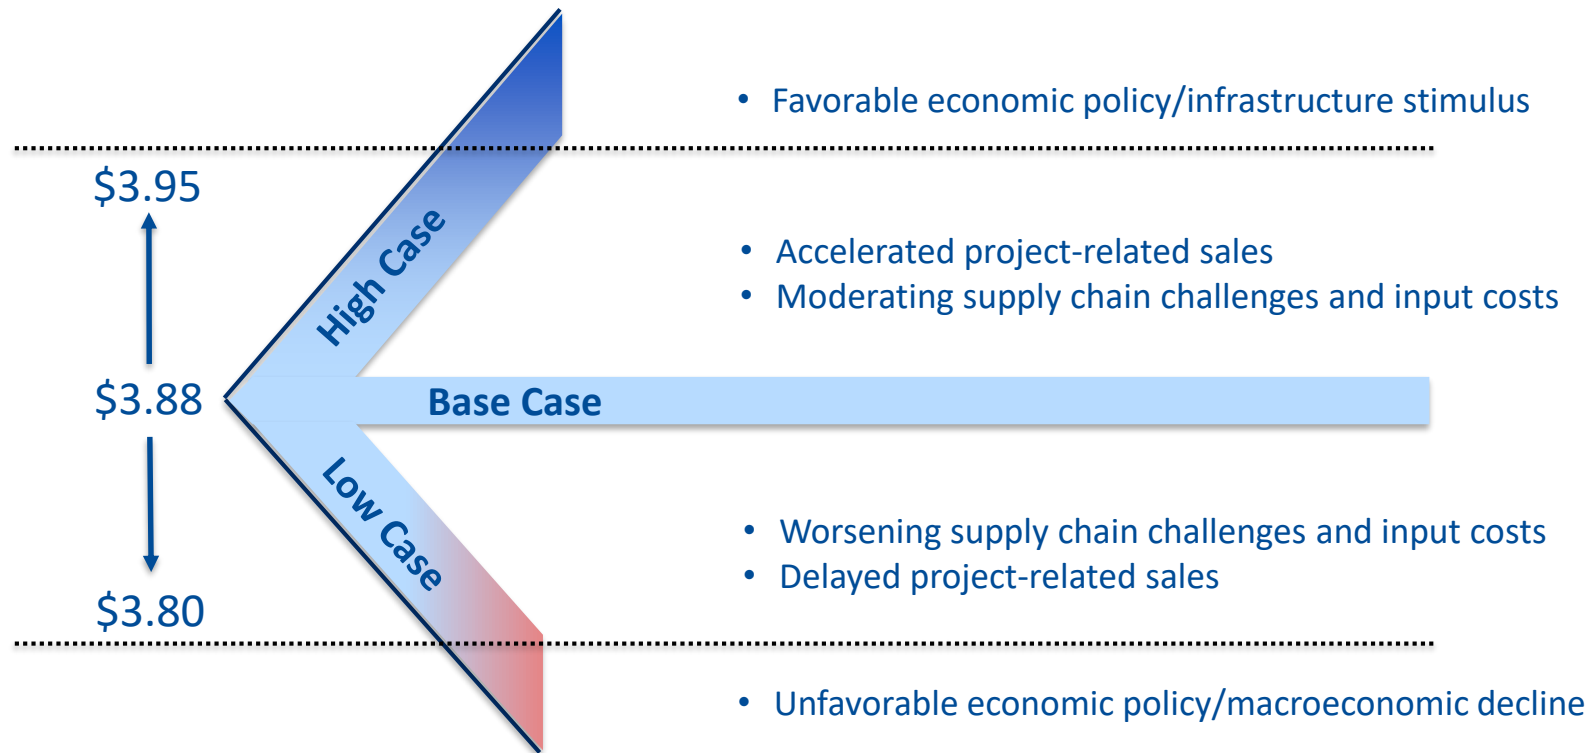 • Favorable economic policy/infrastructure stimulus
$3.95
High Case
• Accelerated project-related sales
• Moderating supply chain challenges and input costs
$3.88
Base Case
Low Case
• Worsening supply chain challenges and input costs
• Delayed project-related sales
$3.80
• Unfavorable economic policy/macroeconomic decline